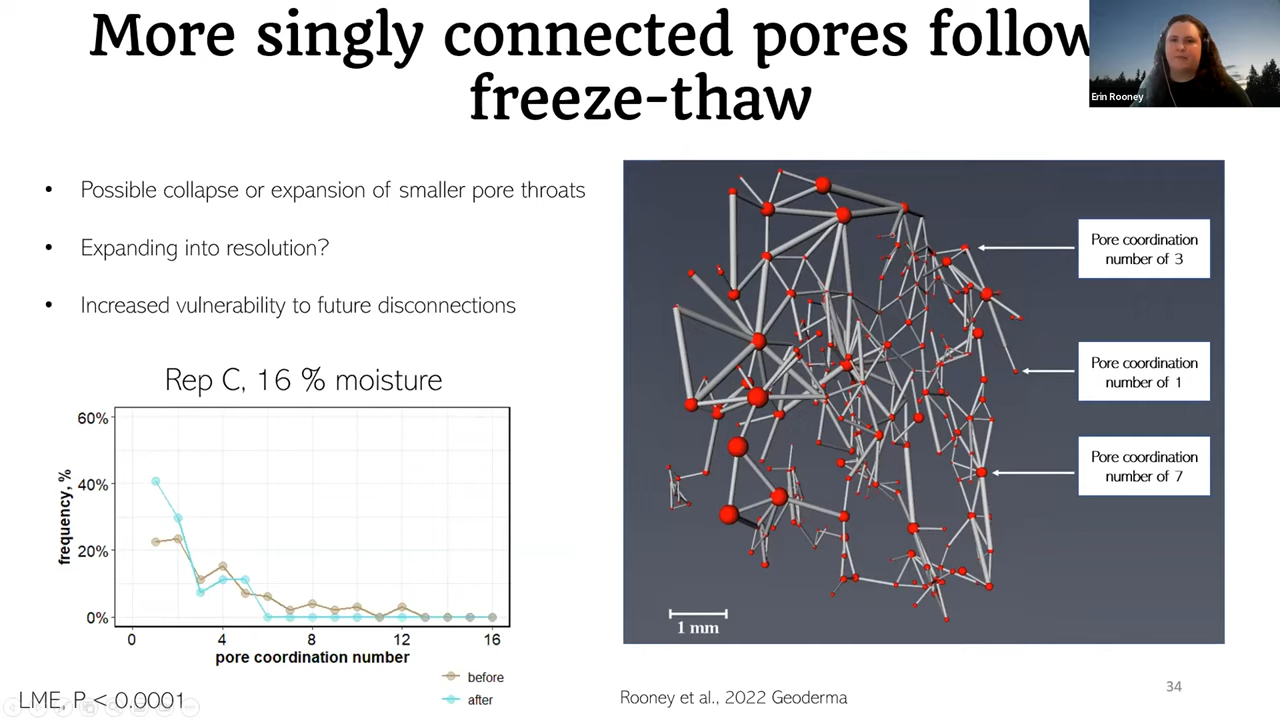 More singly connected pores follow
freeze-thaw
Erin Rooney
• Possible collapse or expansion of smaller pore throats
• Expanding into resolution?
• Increased vulnerability to future disconnections
Rep C, 16 % moisture
60%
40%
20%
0%
frequency, %
0 4 8 12 16
pore coordination number
before
after
LME, P < 0.0001
Pore coordination
number of 3
Pore coordination
number of 1
Pore coordination
number of 7
1 mm
Rooney et al., 2022 Geoderma
34